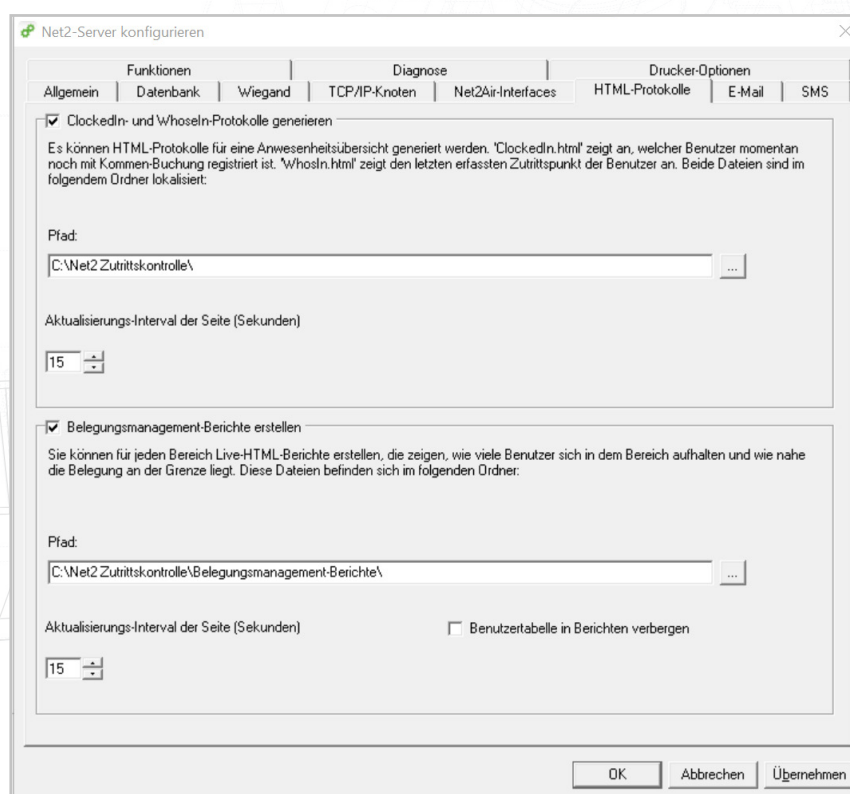 Net2-Server konfigurieren
Funktionen Diagnose Drucker-Optionen
Allgemein Datenbank Wiegand TCP/IP-Knoten Net2Air-Interfaces HTML-Protokolle E-Mail SMS
ClockedIn- und WhoseIn-Protokolle generieren
Es können HTML-Protokolle für eine Anwesenheitsübersicht generiert werden. 'ClockedIn.html' zeigt an, welcher Benutzer momentan
noch mit Kommen-Buchung registriert ist. 'WhosIn.html' zeigt den letzten erfassten Zutrittspunkt der Benutzer an. Beide Dateien sind im
folgendem Ordner lokalisiert:
Pfad:
C:\Net2 Zutrittskontrolle\
...
Aktualisierungs-Interval der Seite (Sekunden)
15
Belegungsmanagement-Berichte erstellen
Sie können für jeden Bereich Live-HTML-Berichte erstellen, die zeigen, wie viele Benutzer sich in dem Bereich aufhalten und wie nahe
die Belegung an der Grenze liegt. Diese Dateien befinden sich im folgenden Ordner:
Pfad:
C:\Net2 Zutrittskontrolle\Belegungsmanagement-Berichte\
...
Aktualisierungs-Interval der Seite (Sekunden) Benutzertabelle in Berichten verbergen
15
OK Abbrechen Übernehmen